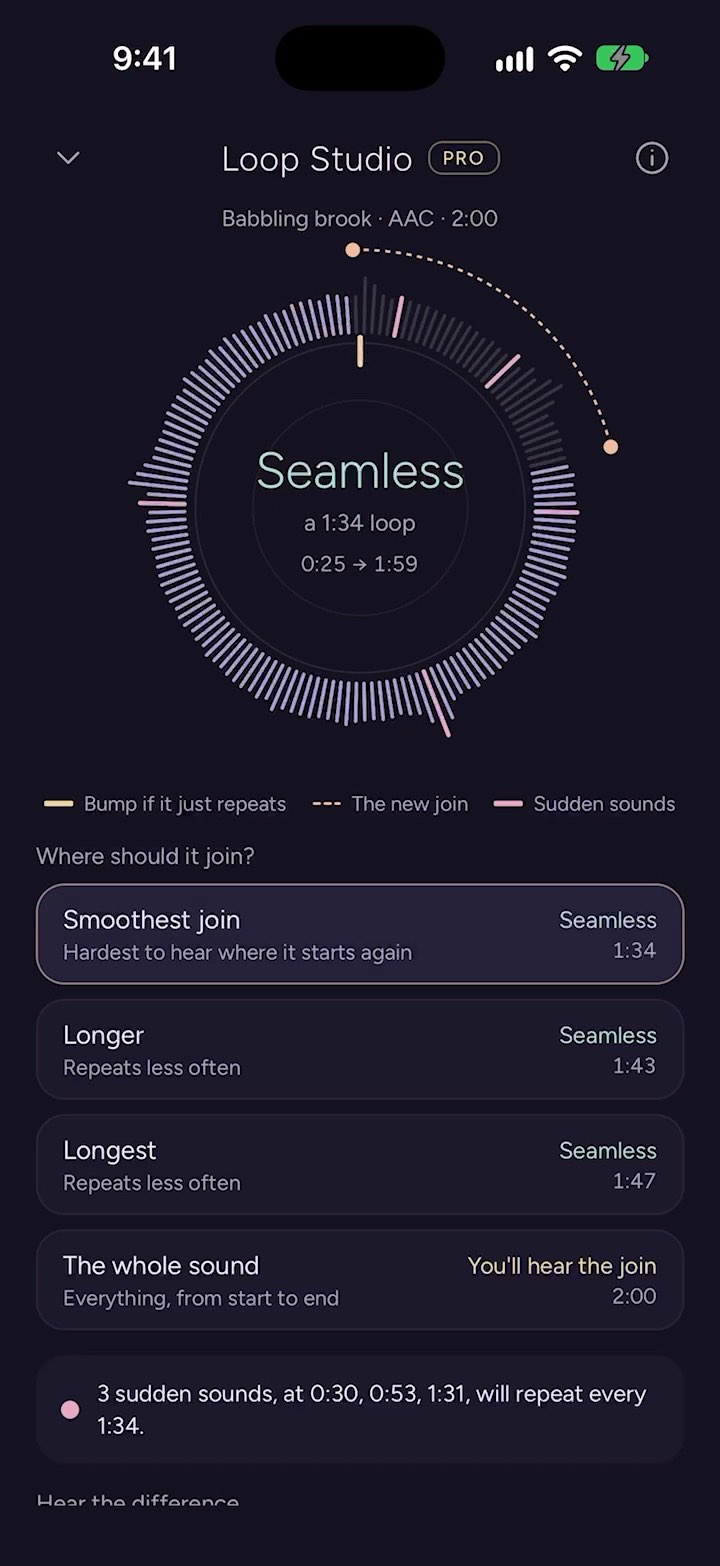 9:41
Loop Studio PRO
Babbling brook · AAC · 2:00
Seamless
a 1:34 loop
0:25 → 1:59
Bump if it just repeats
The new join
Sudden sounds
Where should it join?
Smoothest join
Seamless
Hardest to hear where it starts again
1:34
Longer
Seamless
Repeats less often
1:43
Longest
Seamless
Repeats less often
1:47
The whole sound
You'll hear the join
Everything, from start to end
2:00
3 sudden sounds, at 0:30, 0:53, 1:31, will repeat every
1:34.
Hear the difference